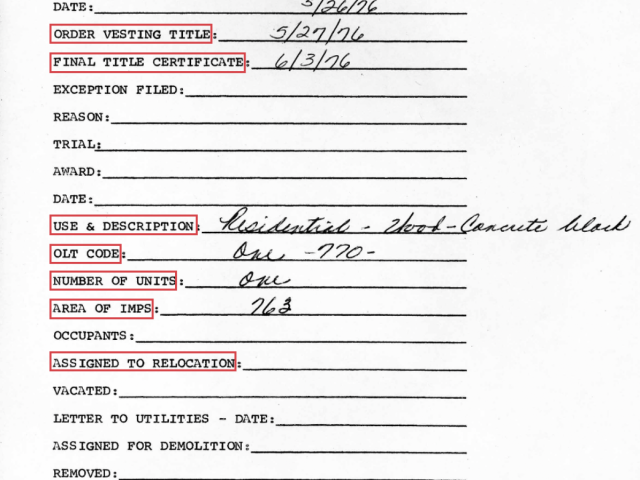 DATE: 5/26/76
ORDER VESTING TITLE: 5/27/76
FINAL TITLE CERTIFICATE: 6/3/76
EXCEPTION FILED:
REASON:
TRIAL:
AWARD:
DATE:
USE & DESCRIPTION: Residential - Wood-Concrete block
OLT CODE: One -770-
NUMBER OF UNITS: One
AREA OF IMPS: 763
OCCUPANTS:
ASSIGNED TO RELOCATION:
VACATED:
LETTER TO UTILITIES - DATE:
ASSIGNED FOR DEMOLITION:
REMOVED: